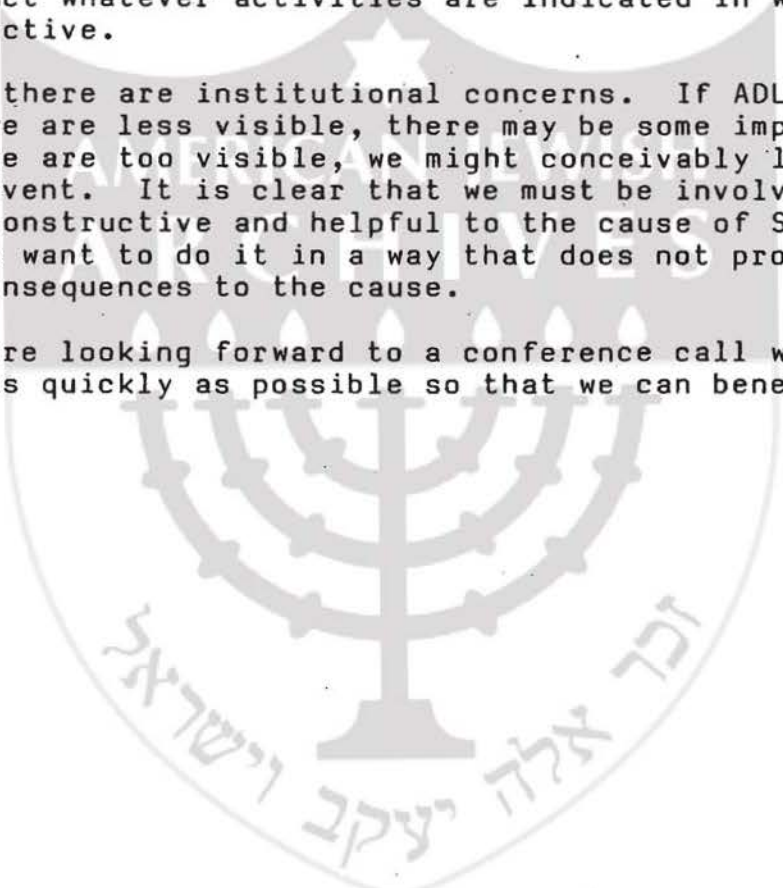 ct whatever activities are indicated in w
ctive.
there are institutional concerns. If ADL
e are less visible, there may be some imp
e are too visible, we might conceivably l
vent. It is clear that we must be involv
onstructive and helpful to the cause of S
want to do it in a way that does not pro
nsequences to the cause.
re looking forward to a conference call w
s quickly as possible so that we can bene
AMERICAN JEWISH
ARCHIVES
זכר אלה יעקב וישראל